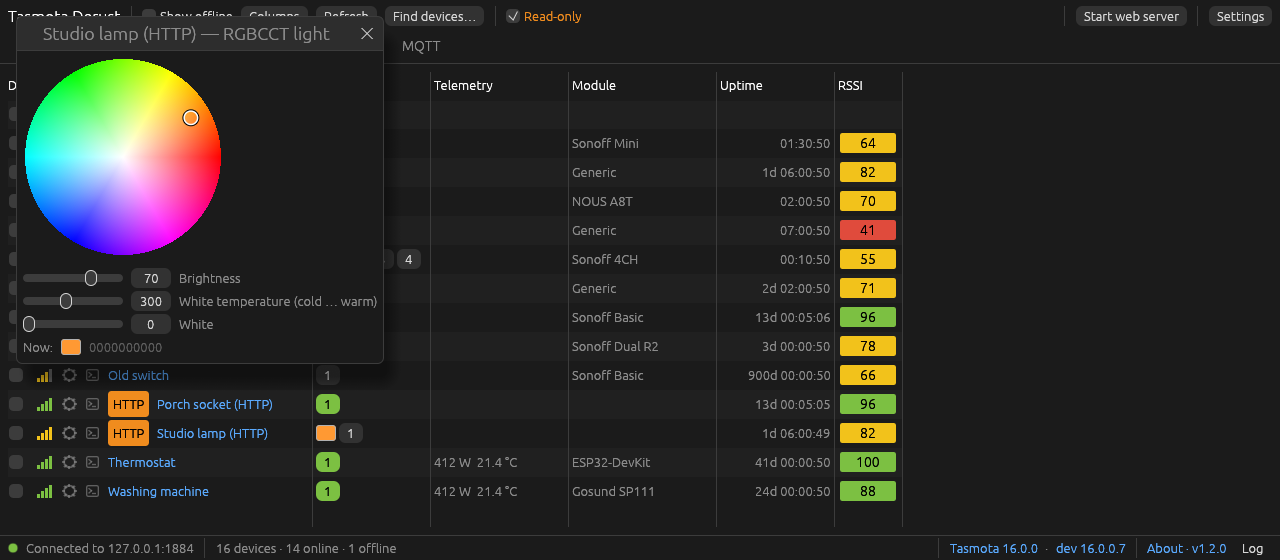 Show offline Columns Refresh Find devices… Read-only Start web server Settings
Studio lamp (HTTP) — RGBCCT light
MQTT
Telemetry Module Uptime RSSI
Sonoff Mini 01:30:50 64
Generic 1d 06:00:50 82
NOUS A8T 02:00:50 70
Generic 07:00:50 41
4 Sonoff 4CH 00:10:50 55
70 Brightness
Generic 2d 02:00:50 71
300 White temperature (cold … warm)
Sonoff Basic 13d 00:05:06 96
0 White
Now: 0000000000
Sonoff Dual R2 3d 00:00:50 78
Old switch 1 Sonoff Basic 900d 00:00:50 66
HTTP Porch socket (HTTP) 1 13d 00:05:05 96
HTTP Studio lamp (HTTP) 1 1d 06:00:49 82
Thermostat 1 412 W 21.4 °C ESP32-DevKit 41d 00:00:50 100
Washing machine 1 412 W 21.4 °C Gosund SP111 24d 00:00:50 88
Connected to 127.0.0.1:1884 16 devices · 14 online · 1 offline Tasmota 16.0.0 · dev 16.0.0.7 About · v1.2.0 Log